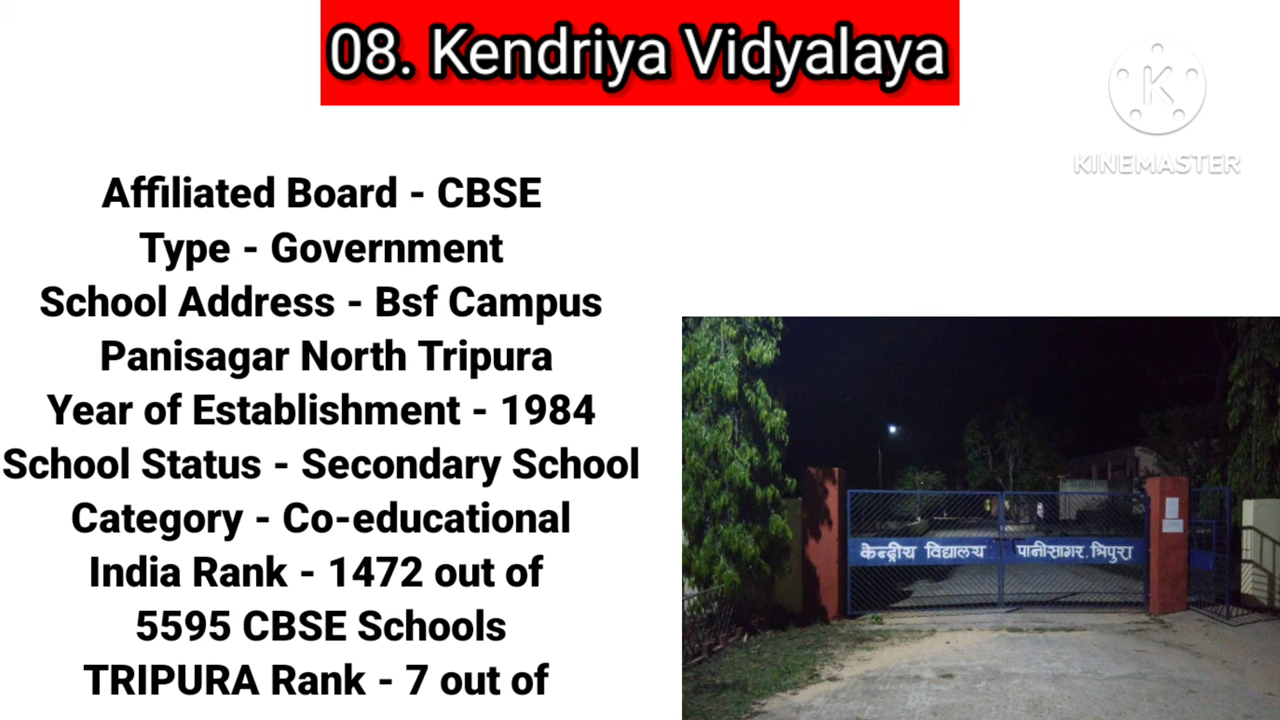 08. Kendriya Vidyalaya
KINEMASTER
Affiliated Board - CBSE
Type - Government
School Address - Bsf Campus
Panisagar North Tripura
Year of Establishment - 1984
School Status - Secondary School
Category - Co-educational
India Rank - 1472 out of
5595 CBSE Schools
TRIPURA Rank - 7 out of
केन्द्रीय विद्यालय पानीसागर, त्रिपुरा